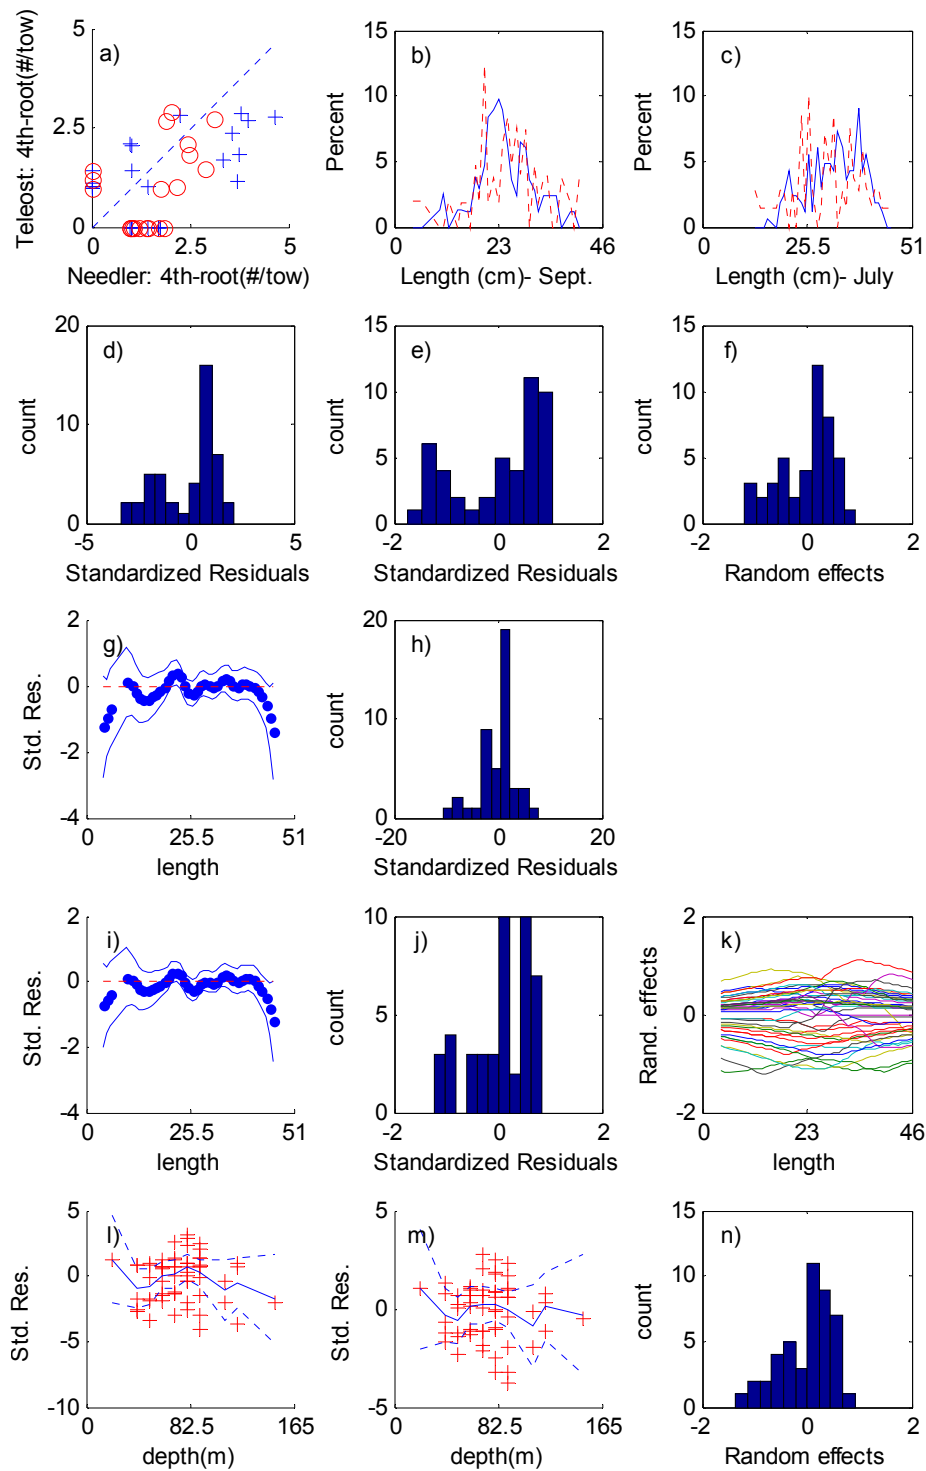 a)
Teleost: 4th-root(#/tow)
5
2.5
0
0 2.5 5
Needler: 4th-root(#/tow)
b)
Percent
15
10
5
0
0 23 46
Length (cm)- Sept.
c)
Percent
15
10
5
0
0 25.5 51
Length (cm)- July
d)
count
20
10
0
-5 0 5
Standardized Residuals
e)
count
15
10
5
0
-2 0 2
Standardized Residuals
f)
count
15
10
5
0
-2 0 2
Random effects
g)
Std. Res.
2
0
-2
-4
0 25.5 51
length
h)
count
20
10
0
-20 0 20
Standardized Residuals
i)
Std. Res.
2
0
-2
-4
0 25.5 51
length
j)
count
10
5
0
-2 0 2
Standardized Residuals
k)
Rand. effects
2
0
-2
0 23 46
length
l)
Std. Res.
5
0
-5
-10
0 82.5 165
depth(m)
m)
Std. Res.
5
0
-5
0 82.5 165
depth(m)
n)
count
15
10
5
0
-2 0 2
Random effects